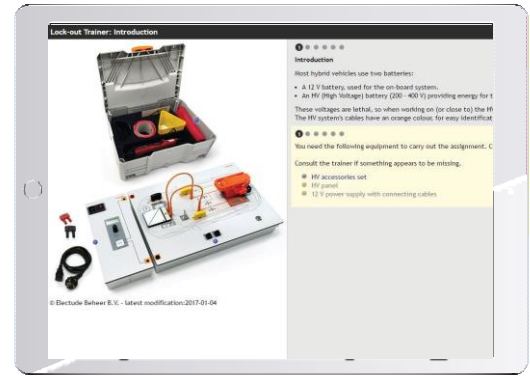 Lock-out Trainer: Introduction
Introduction
Most hybrid vehicles use two batteries:
A 12 V battery, used for the on-board system.
An HV (High Voltage) battery (200 - 400 V) providing energy for t
These voltages are lethal, so when working on (or close to) the H
The HV system's cables have an orange colour for easy identificat
You need the following equipment to carry out the assignment. C
Consult the trainer if something appears to be missing.
HV accessories set
HV panel
12 V power supply with connecting cables
© Electude Beheer B.V. - latest modification:2017-01-04